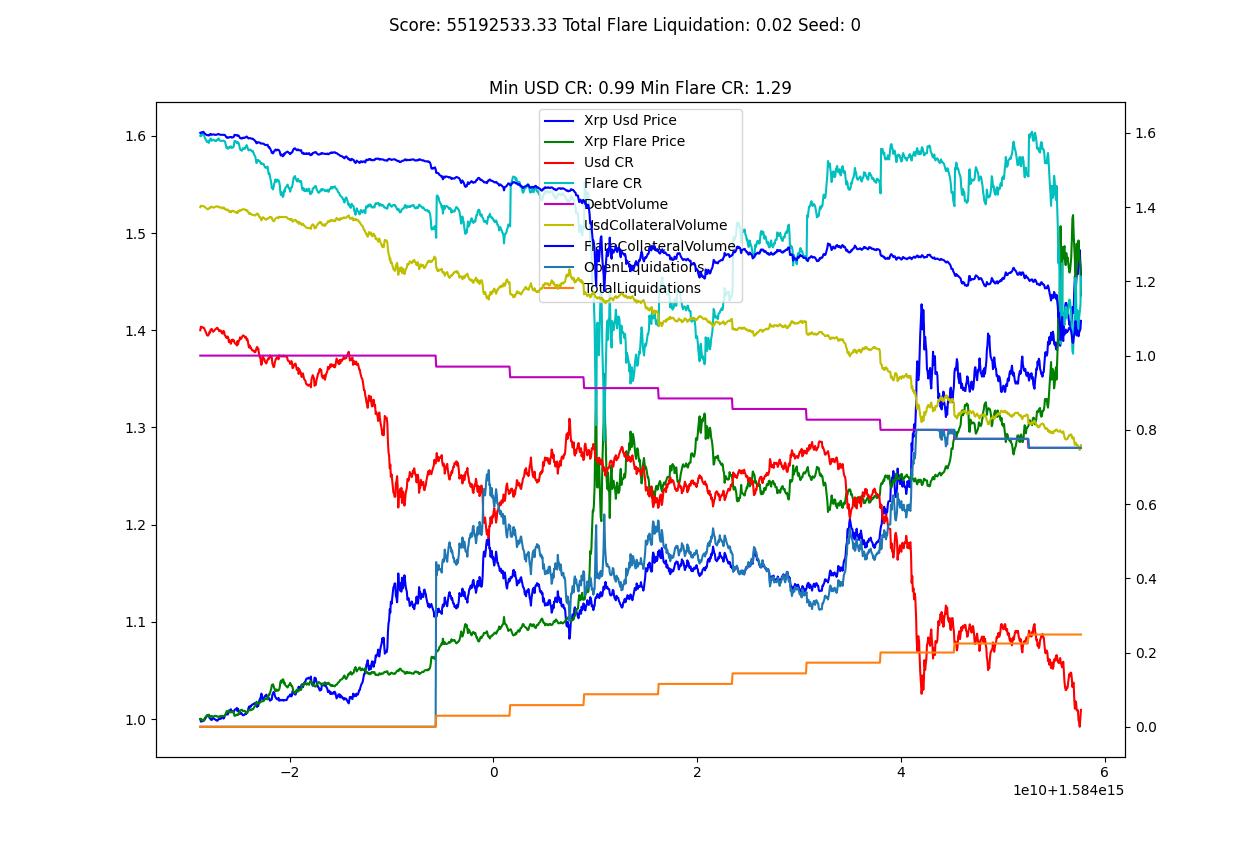 Score: 55192533.33 Total Flare Liquidation: 0.02 Seed: 0
Min USD CR: 0.99 Min Flare CR: 1.29
Xrp Usd Price
Xrp Flare Price
Usd CR
Flare CR
DebtVolume
UsdCollateralVolume
FlareCollateralVolume
OpenLiquidations
TotalLiquidations
1.6
1.5
1.4
1.3
1.2
1.1
1.0
1.6
1.4
1.2
1.0
0.8
0.6
0.4
0.2
0.0
−2
0
2
4
6
1e10+1.584e15